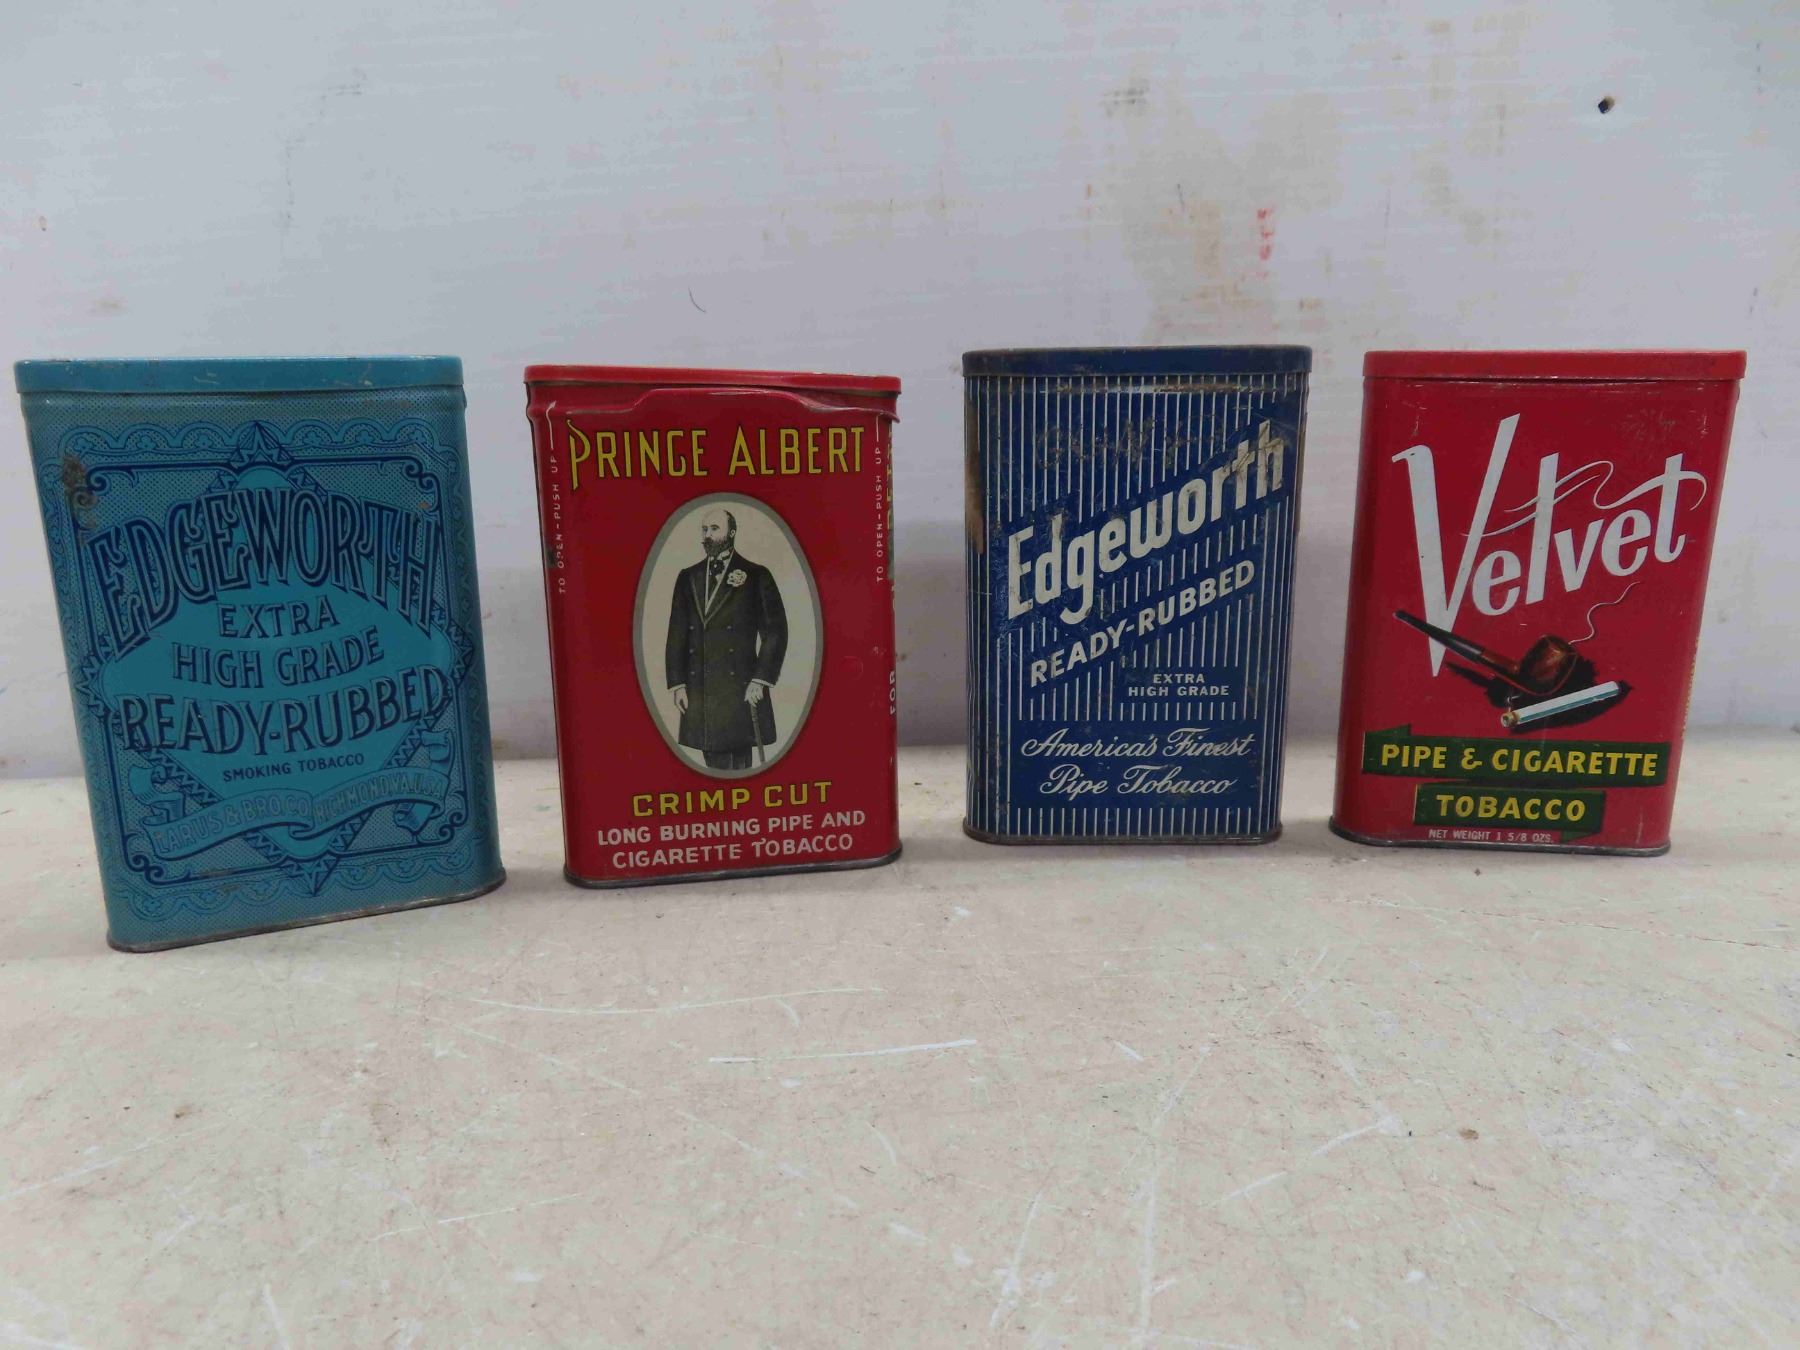 EDGEWORTH
EXTRA
HIGH GRADE
READY-RUBBED
SMOKING TOBACCO
LARUS & BRO. CO. RICHMOND, VA. U.S.A.
PRINCE ALBERT
TO OPEN-PUSH UP
TO OPEN-PUSH UP
CRIMP CUT
LONG BURNING PIPE AND
CIGARETTE TOBACCO
FOR
Edgeworth
READY-RUBBED
EXTRA
HIGH GRADE
America's Finest
Pipe Tobacco
Velvet
PIPE & CIGARETTE
TOBACCO
NET WEIGHT 1 5/8 OZS.